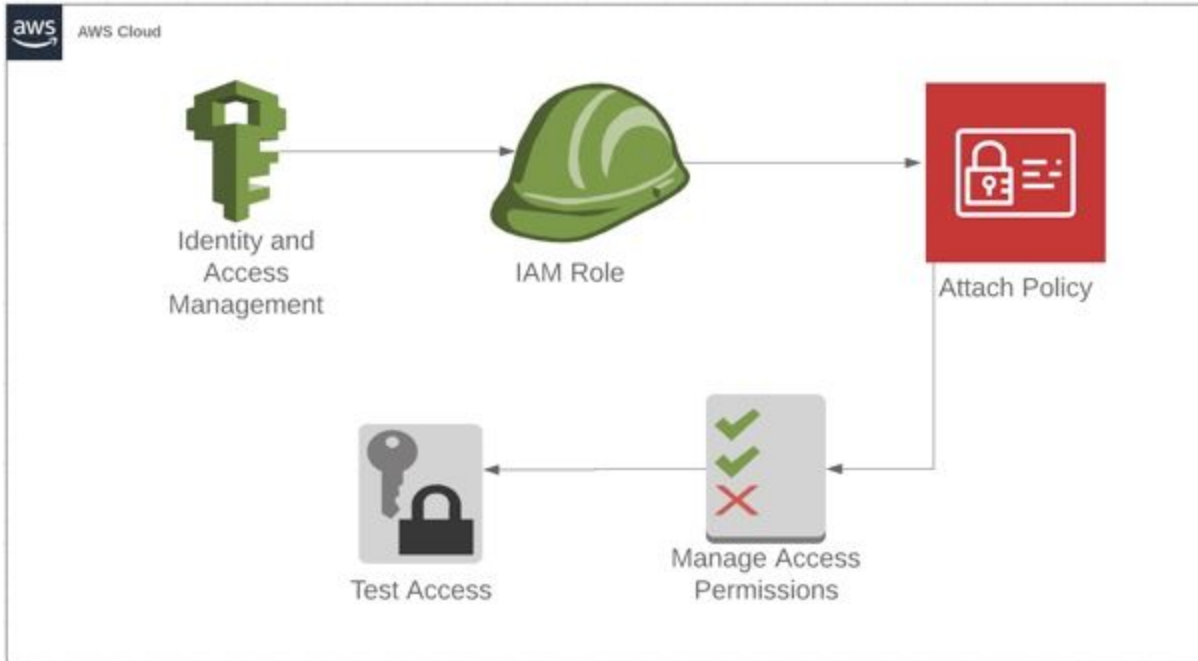 aws
AWS Cloud
Identity and
Access
Management
IAM Role
Attach Policy
Test Access
Manage Access
Permissions